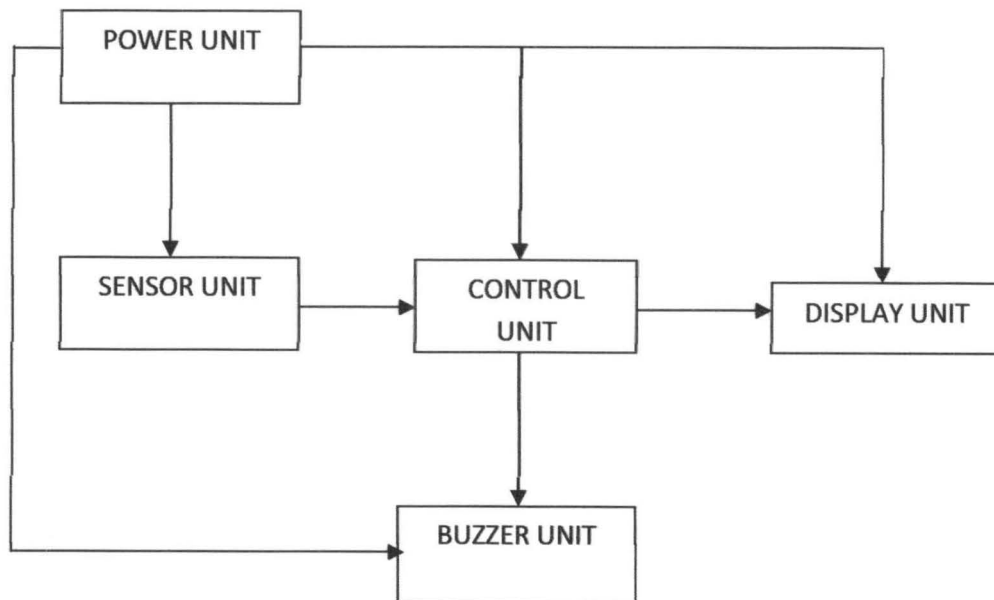 POWER UNIT
SENSOR UNIT
CONTROL
UNIT
DISPLAY UNIT
BUZZER UNIT